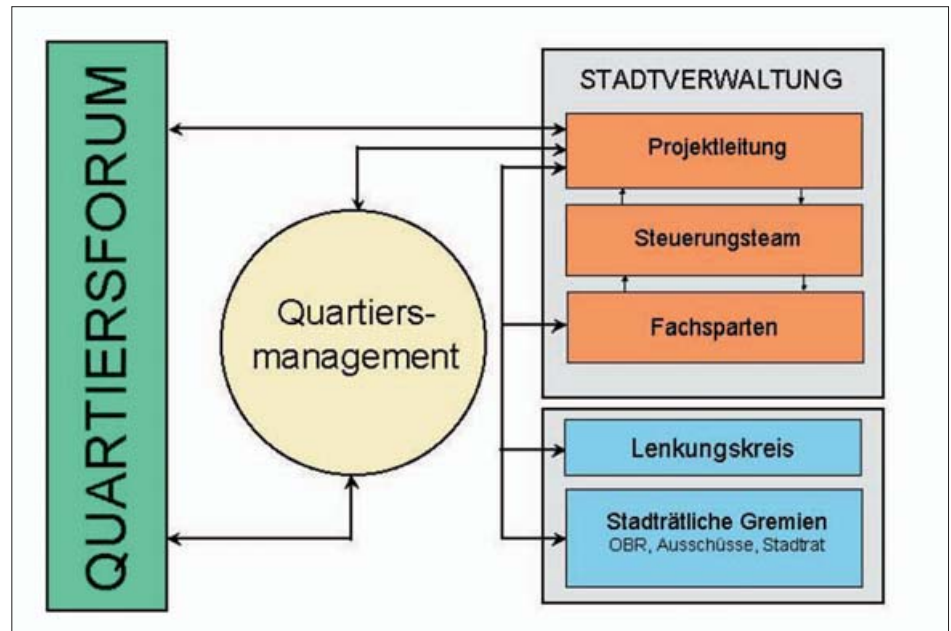 QUARTIERSFORUM
Quartiers-
management
STADTVERWALTUNG
Projektleitung
Steuerungsteam
Fachsparten
Lenkungskreis
Stadträtliche Gremien
OBR, Ausschüsse, Stadtrat